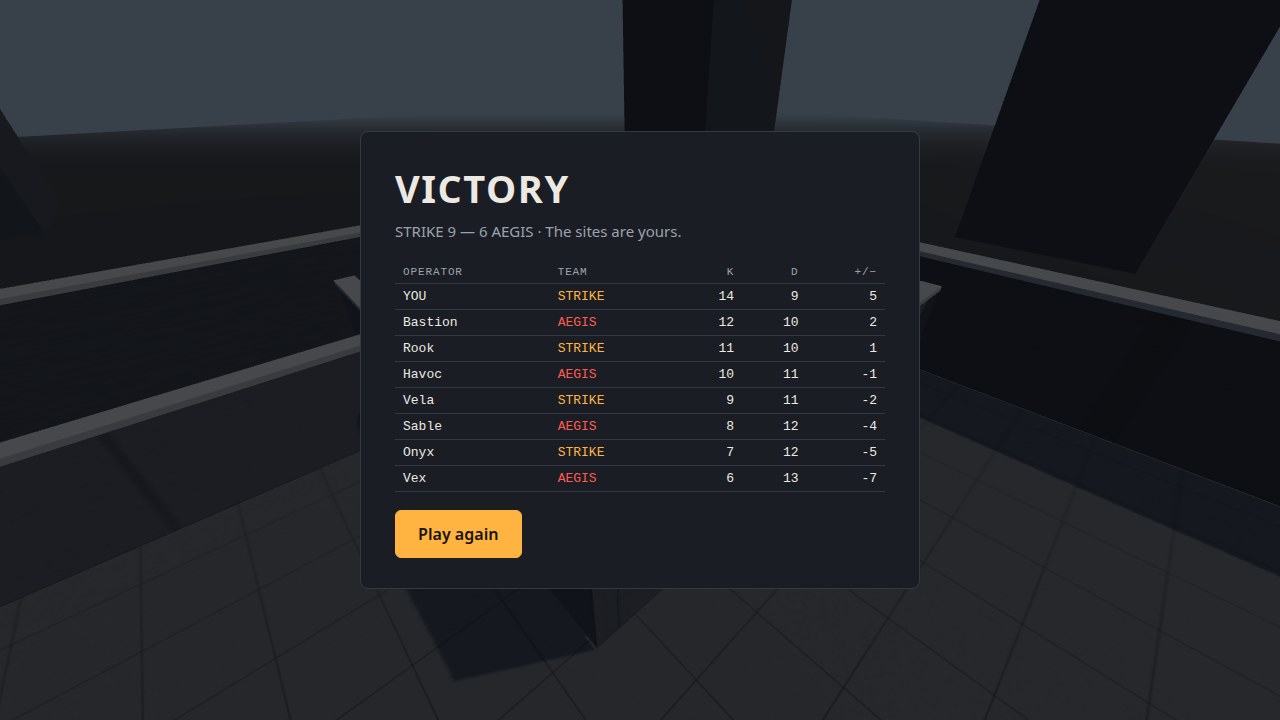 VICTORY
STRIKE 9 — 6 AEGIS · The sites are yours.
OPERATOR TEAM K D +/−
YOU STRIKE 14 9 5
Bastion AEGIS 12 10 2
Rook STRIKE 11 10 1
Havoc AEGIS 10 11 -1
Vela STRIKE 9 11 -2
Sable AEGIS 8 12 -4
Onyx STRIKE 7 12 -5
Vex AEGIS 6 13 -7
Play again